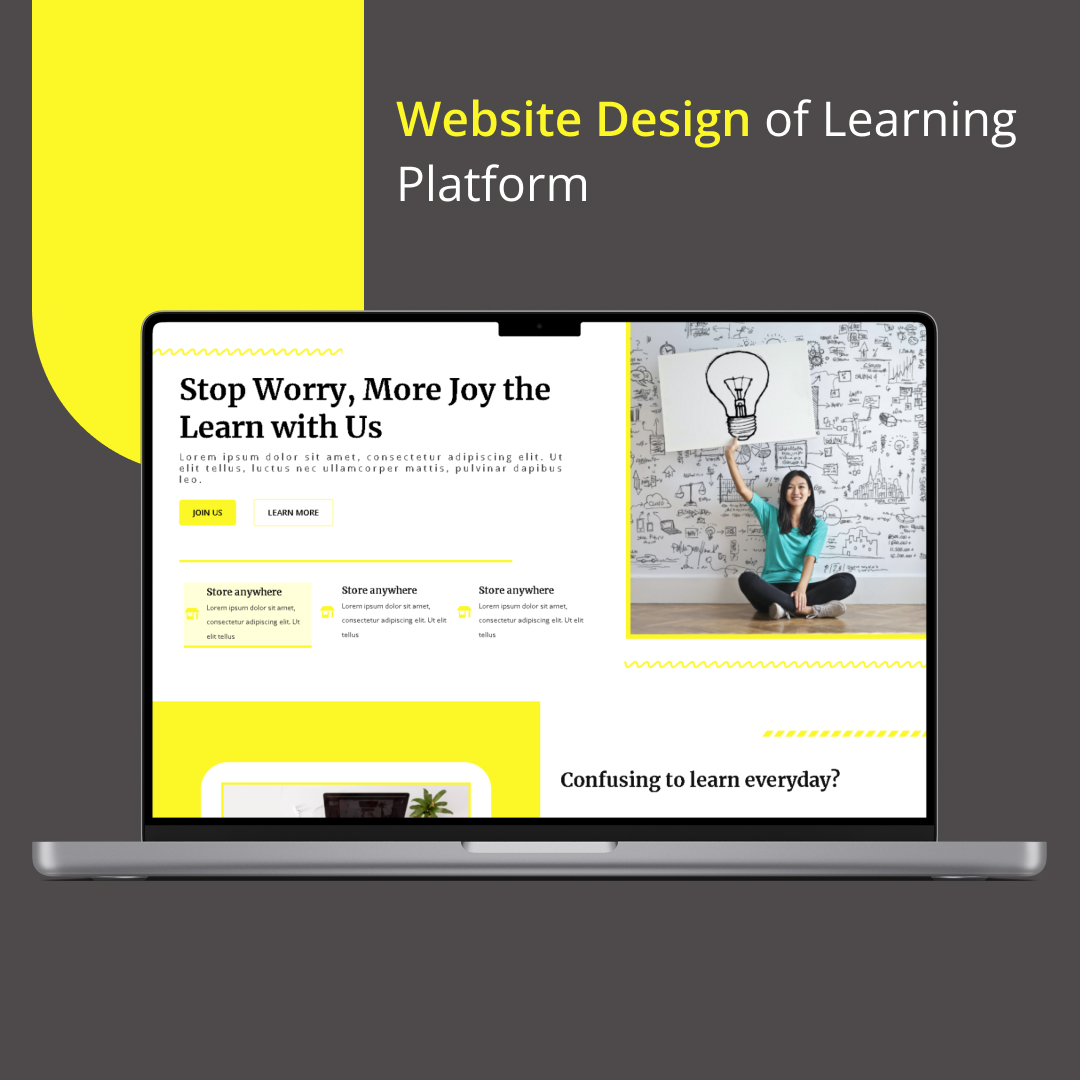 Website Design of Learning
Platform
Stop Worry, More Joy the
Learn with Us
Lorem ipsum dolor sit amet, consectetur adipiscing elit. Ut
elit tellus, luctus nec ullamcorper mattis, pulvinar dapibus
leo.
JOIN US
LEARN MORE
Store anywhere
Lorem ipsum dolor sit amet,
consectetur adipiscing elit. Ut
elit tellus
Store anywhere
Lorem ipsum dolor sit amet,
consectetur adipiscing elit. Ut elit
tellus
Store anywhere
Lorem ipsum dolor sit amet,
consectetur adipiscing elit. Ut elit
tellus
CLOUD
Confusing to learn everyday?